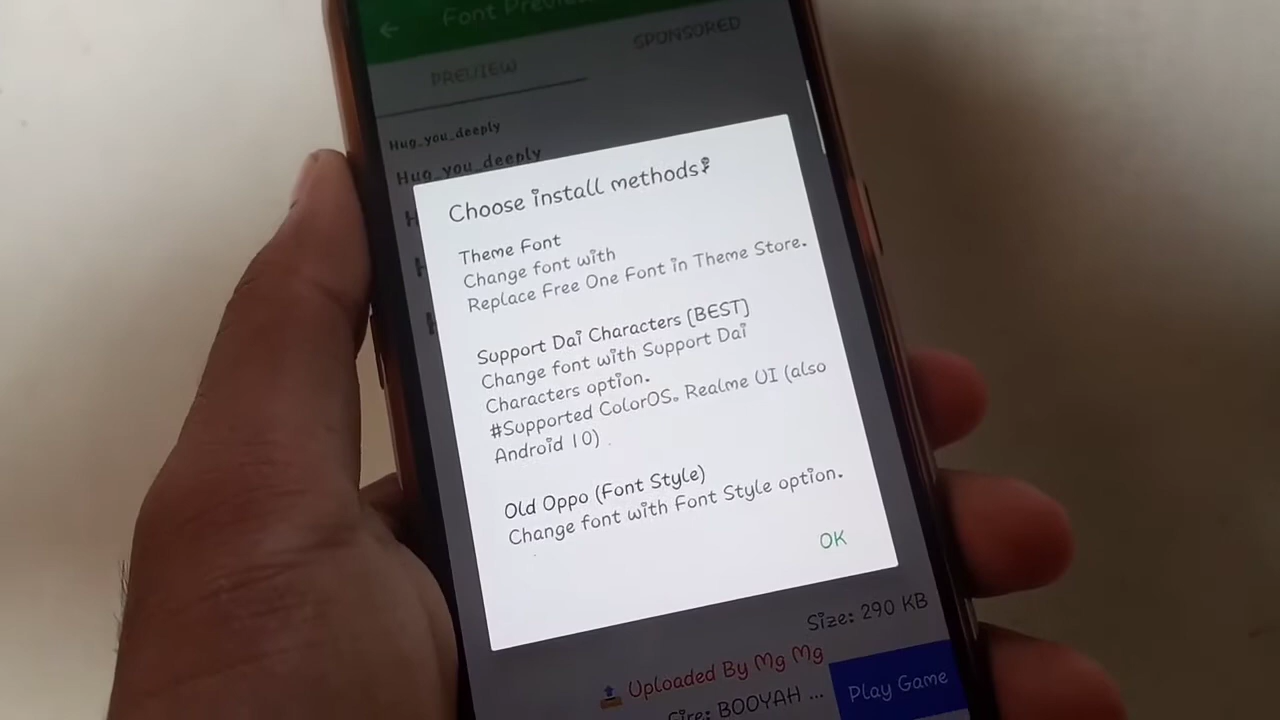 Font Preview
PREVIEW
SPONSORED
Hug_you_deeply
Hug_you_deeply
Choose install methods?
Theme Font
Change font with
Replace Free One Font in Theme Store.
Support Dai Characters [BEST]
Change font with Support Dai
Characters option.
#Supported ColorOS. Realme UI (also
Android 10)
Old Oppo (Font Style)
Change font with Font Style option.
OK
Size: 290 KB
Uploaded By Mg Mg
Fire: BOOYAH ...
Play Game